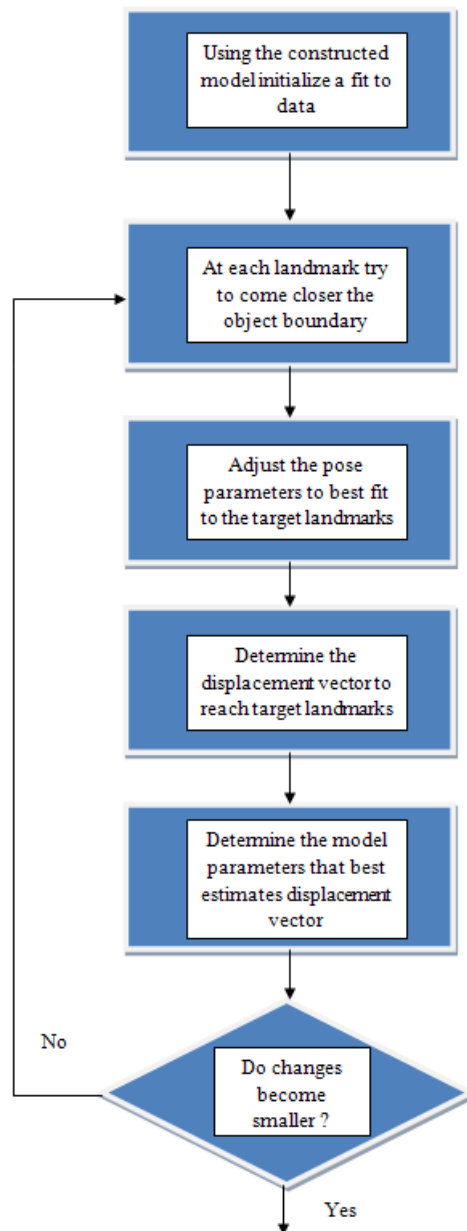 Using the constructed
model initialize a fit to
data
At each landmark try
to come closer the
object boundary
Adjust the pose
parameters to best fit
to the target landmarks
Determine the
displacement vector to
reach target landmarks
Determine the model
parameters that best
estimates displacement
vector
No
Do changes
become
smaller ?
Yes